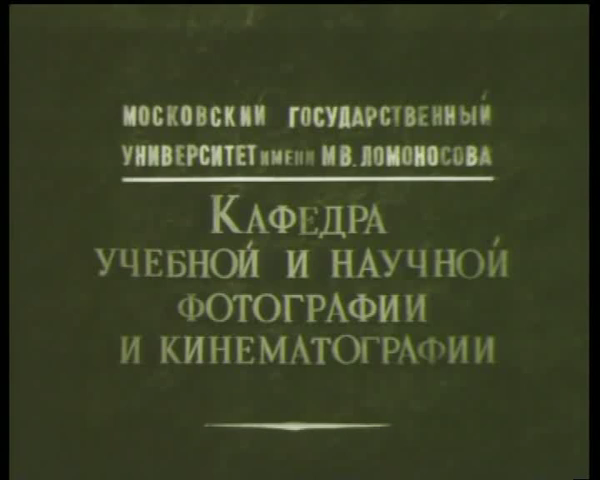 МОСКОВСКИЙ ГОСУДАРСТВЕННЫЙ
УНИВЕРСИТЕТ ИМЕНИ М.В. ЛОМОНОСОВА
КАФЕДРА
УЧЕБНОЙ И НАУЧНОЙ
ФОТОГРАФИИ
И КИНЕМАТОГРАФИИ